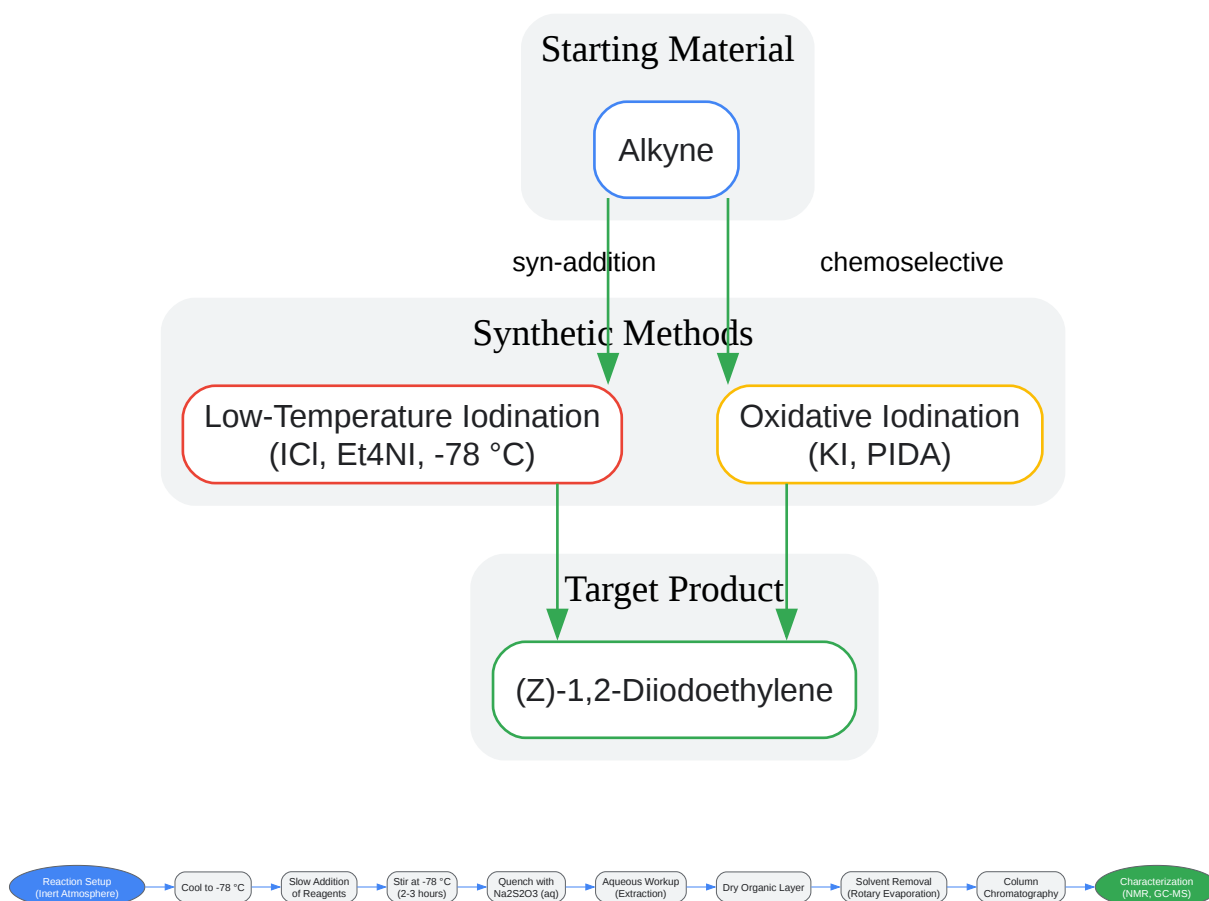 Starting Material
Alkyne
syn-addition
chemoselective
Synthetic Methods
Low-Temperature Iodination
(ICl, Et4NI, -78 °C)
Oxidative Iodination
(KI, PIDA)
Target Product
(Z)-1,2-Diiodoethylene
Reaction Setup
(Inert Atmosphere)
Cool to -78 °C
Slow Addition
of Reagents
Stir at -78 °C
(2-3 hours)
Quench with
Na2S2O3 (aq)
Aqueous Workup
(Extraction)
Dry Organic Layer
Solvent Removal
(Rotary Evaporation)
Column
Chromatography
Characterization
(NMR, GC-MS)